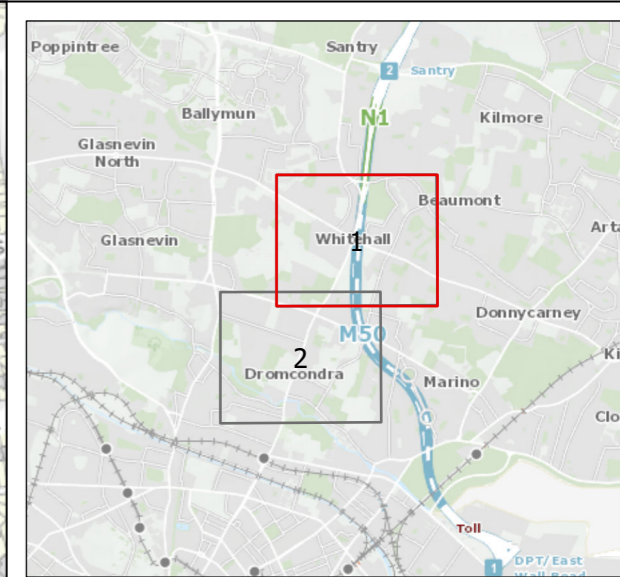 Poppintree
Santry
2
Santry
Ballymun
N1
Kilmore
Glasnevin
North
Beaumont
Arta
Glasnevin
Whitehall
1
Donnycarney
M50
2
Dromcondra
Marino
Ki
Clo
Toll
1
DPT/East
Wall Road